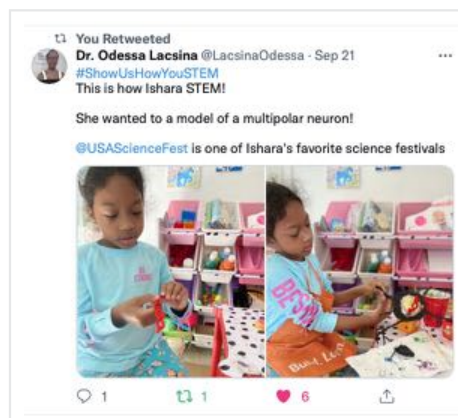 You Retweeted
Dr. Odessa Lacsina @LacsinaOdessa · Sep 21
#ShowUsHowYouSTEM
This is how Ishara STEM!
She wanted to a model of a multipolar neuron!
@USAScienceFest is one of Ishara's favorite science festivals
1
1
6